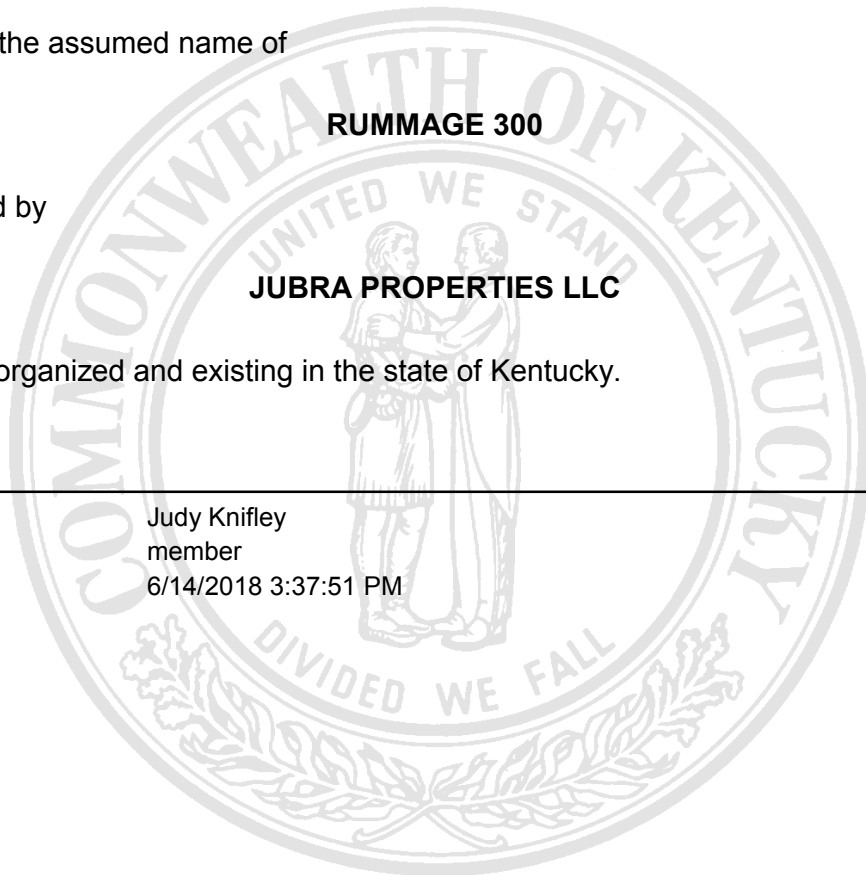 the assumed name of
RUMMAGE 300
d by
JUBRA PROPERTIES LLC
organized and existing in the state of Kentucky.
Judy Knifley
member
6/14/2018 3:37:51 PM
COMMONWEALTH OF KENTUCKY
UNITED WE STAND
DIVIDED WE FALL